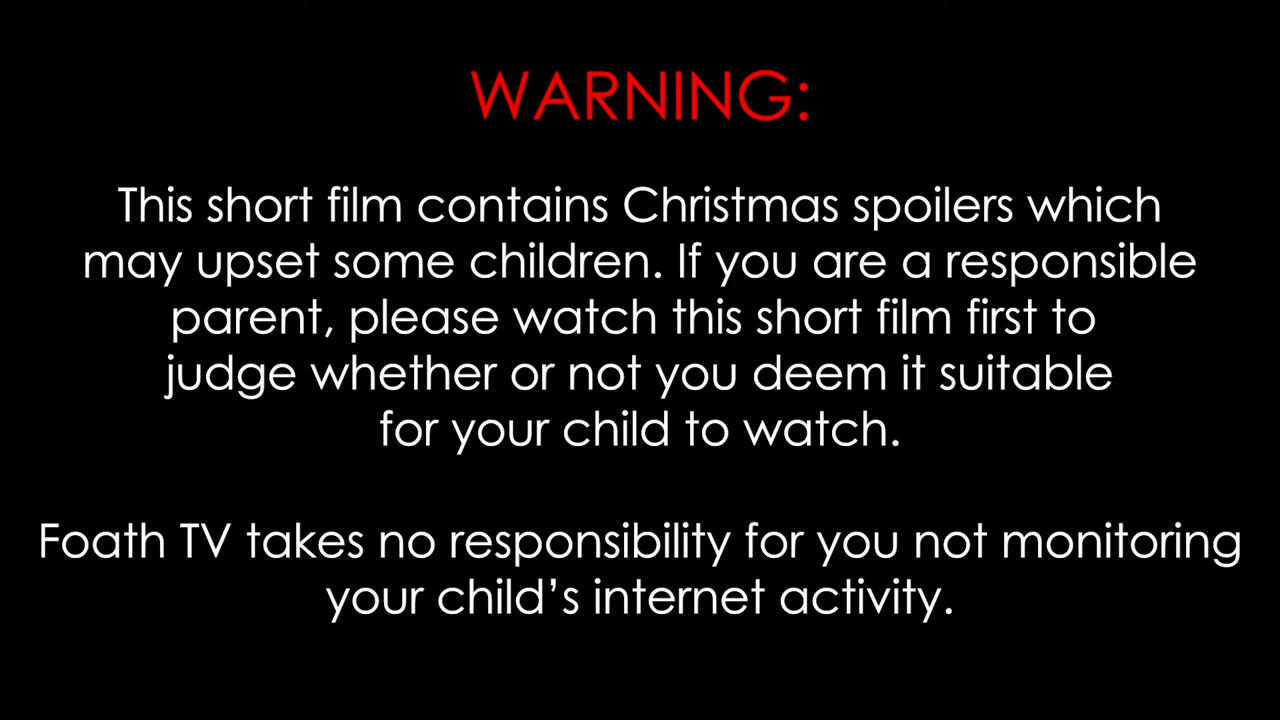 WARNING:
This short film contains Christmas spoilers which
may upset some children. If you are a responsible
parent, please watch this short film first to
judge whether or not you deem it suitable
for your child to watch.
Foath TV takes no responsibility for you not monitoring
your child’s internet activity.